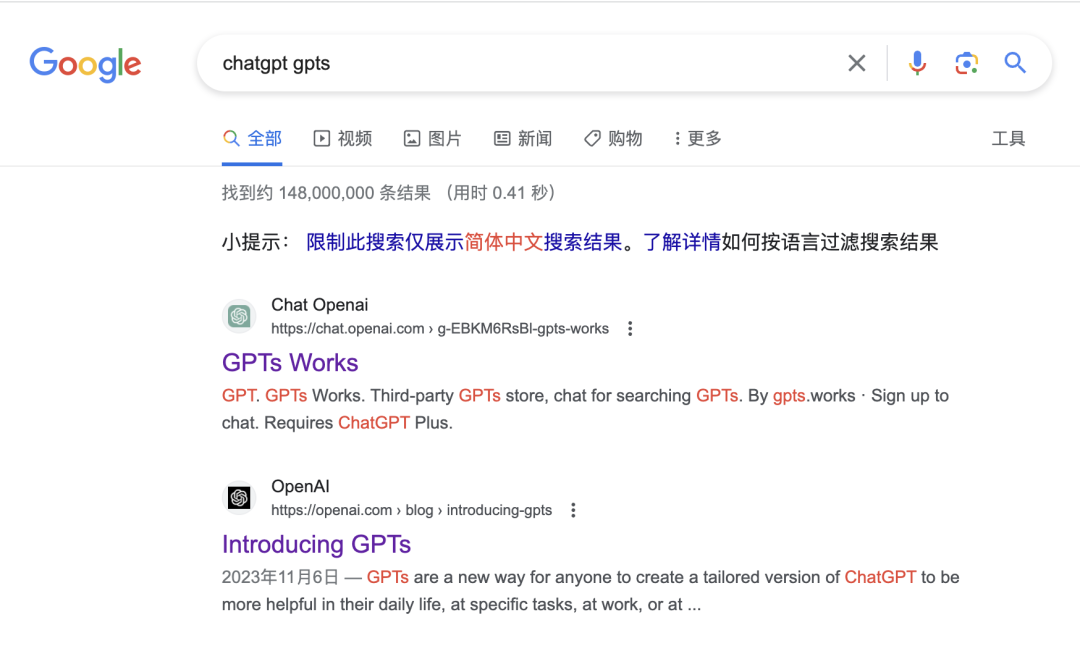 Google
chatgpt gpts
全部 视频 图片 新闻 购物 更多 工具
找到约 148,000,000 条结果 （用时 0.41 秒）
小提示： 限制此搜索仅展示简体中文搜索结果。了解详情如何按语言过滤搜索结果
Chat Openai
https://chat.openai.com › g-EBKM6RsBl-gpts-works
GPTs Works
GPT. GPTs Works. Third-party GPTs store, chat for searching GPTs. By gpts.works · Sign up to
chat. Requires ChatGPT Plus.
OpenAI
https://openai.com › blog › introducing-gpts
Introducing GPTs
2023年11月6日 — GPTs are a new way for anyone to create a tailored version of ChatGPT to be
more helpful in their daily life, at specific tasks, at work, or at ...